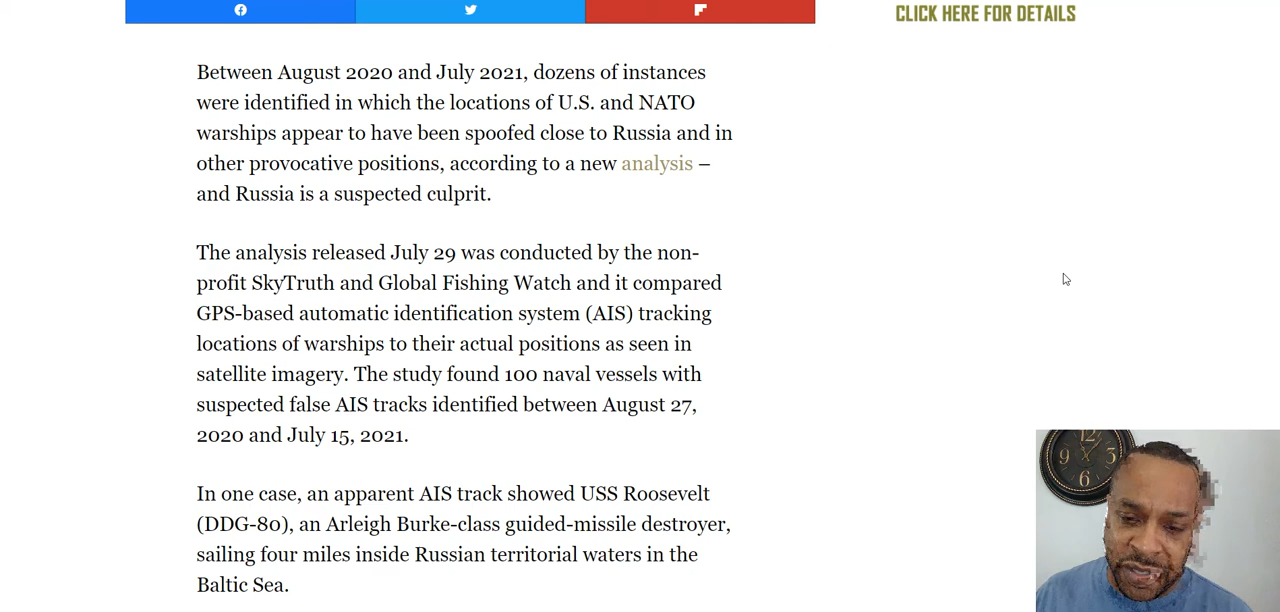 CLICK HERE FOR DETAILS
Between August 2020 and July 2021, dozens of instances
were identified in which the locations of U.S. and NATO
warships appear to have been spoofed close to Russia and in
other provocative positions, according to a new analysis –
and Russia is a suspected culprit.
The analysis released July 29 was conducted by the non-
profit SkyTruth and Global Fishing Watch and it compared
GPS-based automatic identification system (AIS) tracking
locations of warships to their actual positions as seen in
satellite imagery. The study found 100 naval vessels with
suspected false AIS tracks identified between August 27,
2020 and July 15, 2021.
In one case, an apparent AIS track showed USS Roosevelt
(DDG-80), an Arleigh Burke-class guided-missile destroyer,
sailing four miles inside Russian territorial waters in the
Baltic Sea.
12
9 3
6